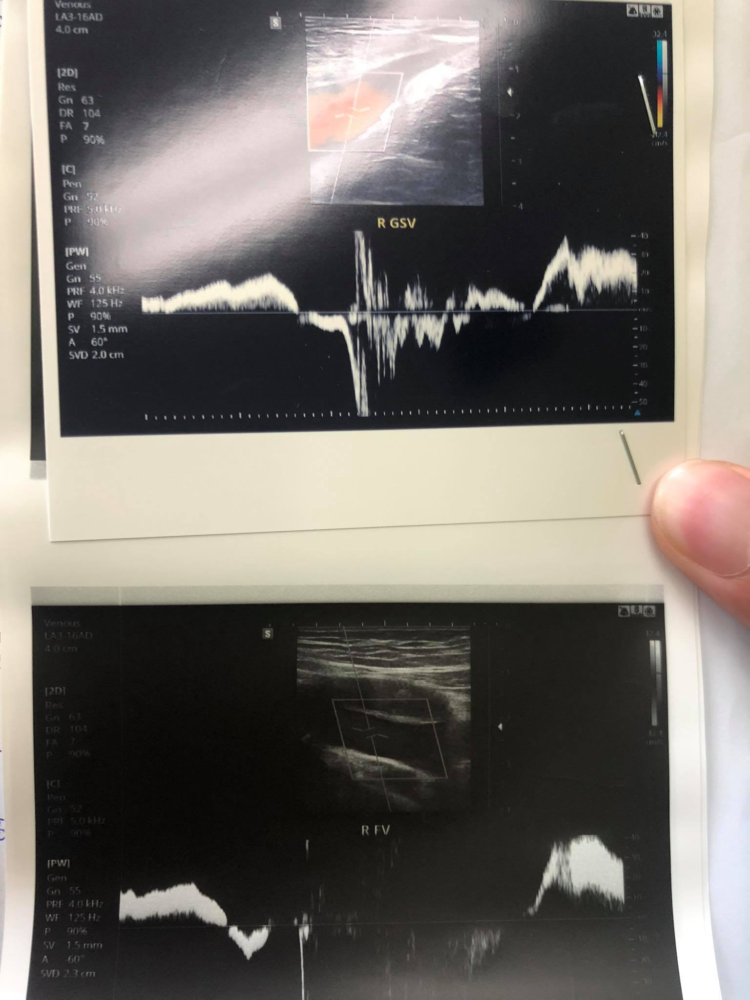 Venous
LA3-16AD
4.0 cm
[2D]
Res
Gn 63
DR 104
FA 7
P 90%
[C]
Pen
Gn 52
PRF 5.0 kHz
P 90%
[PW]
Gen
Gn 55
PRF 4.0 kHz
WF 125 Hz
P 90%
SV 1.5 mm
A 60°
SVD 2.0 cm
S
0
1
2
3
4
S
32.4
cm/s
R GSV
40
30
20
10
cm/s
10
20
30
40
50
Venous
LA3-16AD
4.0 cm
[2D]
Res
Gn 63
DR 104
FA 7
P 90%
[C]
Pen
Gn 52
PRF 5.0 kHz
P 90%
[PW]
Gen
Gn 55
PRF 4.0 kHz
WF 125 Hz
P 90%
SV 1.5 mm
A -60°
SVD 2.3 cm
S
1
S
32.4
32.4
cm/s
R FV
40
30
20
10
10
20
30